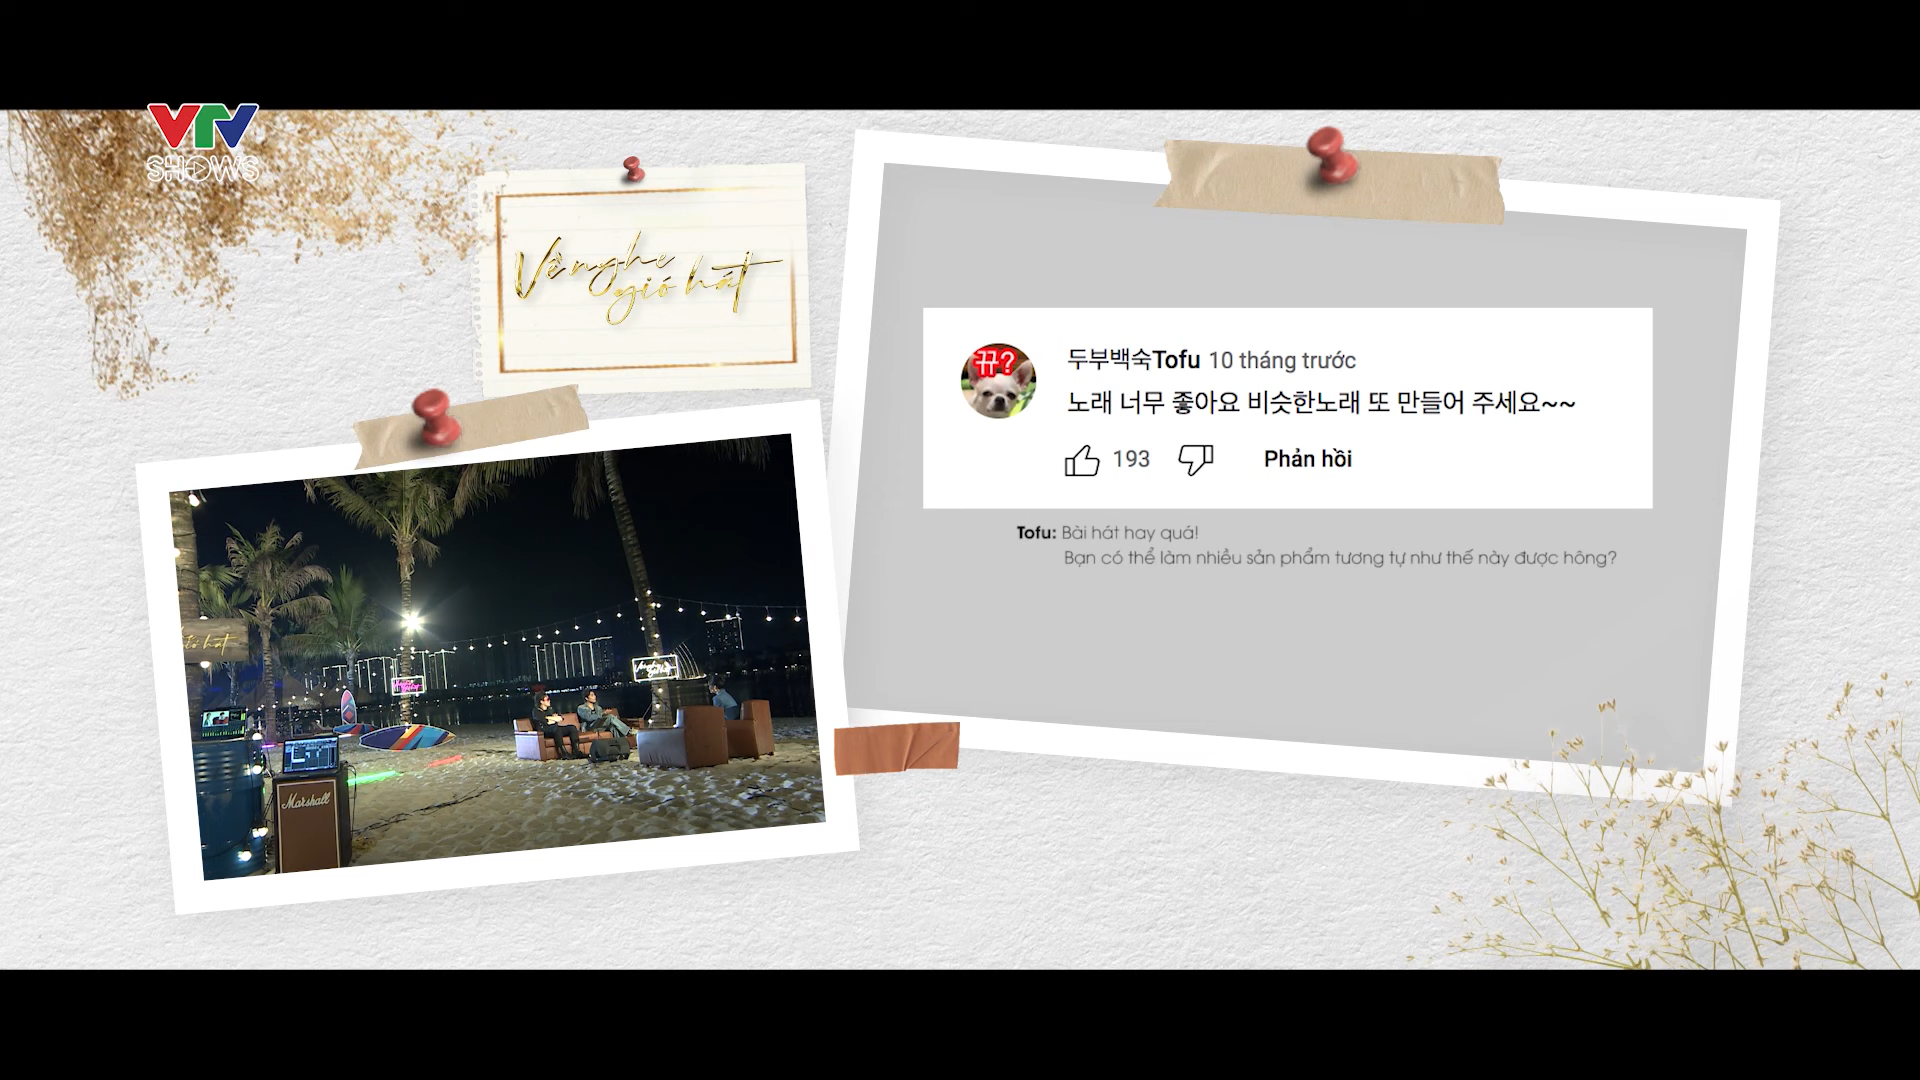 VTV
SHOWS
Về nghe
gió hát
뀨?
두부백숙Tofu 10 tháng trước
노래 너무 좋아요 비슷한노래 또 만들어 주세요~~
193 Phản hồi
Tofu: Bài hát hay quá!
Bạn có thể làm nhiều sản phẩm tương tự như thế này được hông?
gió hát
Marshall